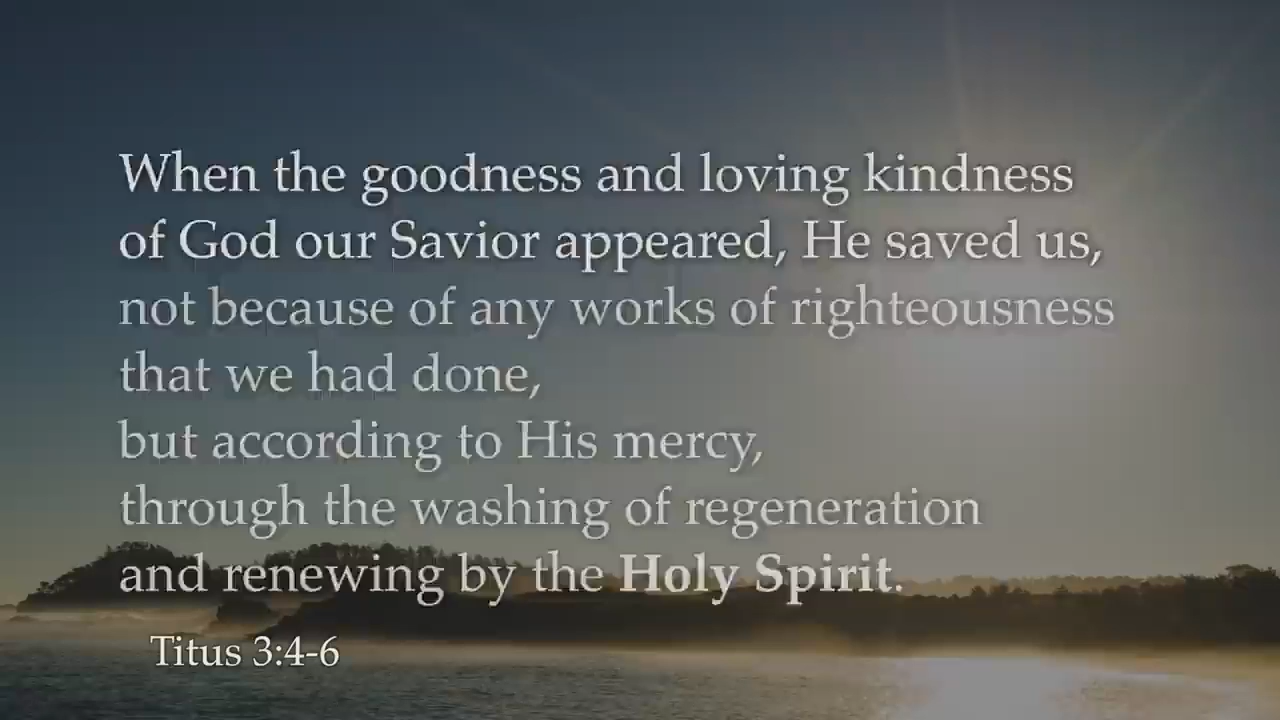 When the goodness and loving kindness
of God our Savior appeared, He saved us,
not because of any works of righteousness
that we had done,
but according to His mercy,
through the washing of regeneration
and renewing by the Holy Spirit.
Titus 3:4-6